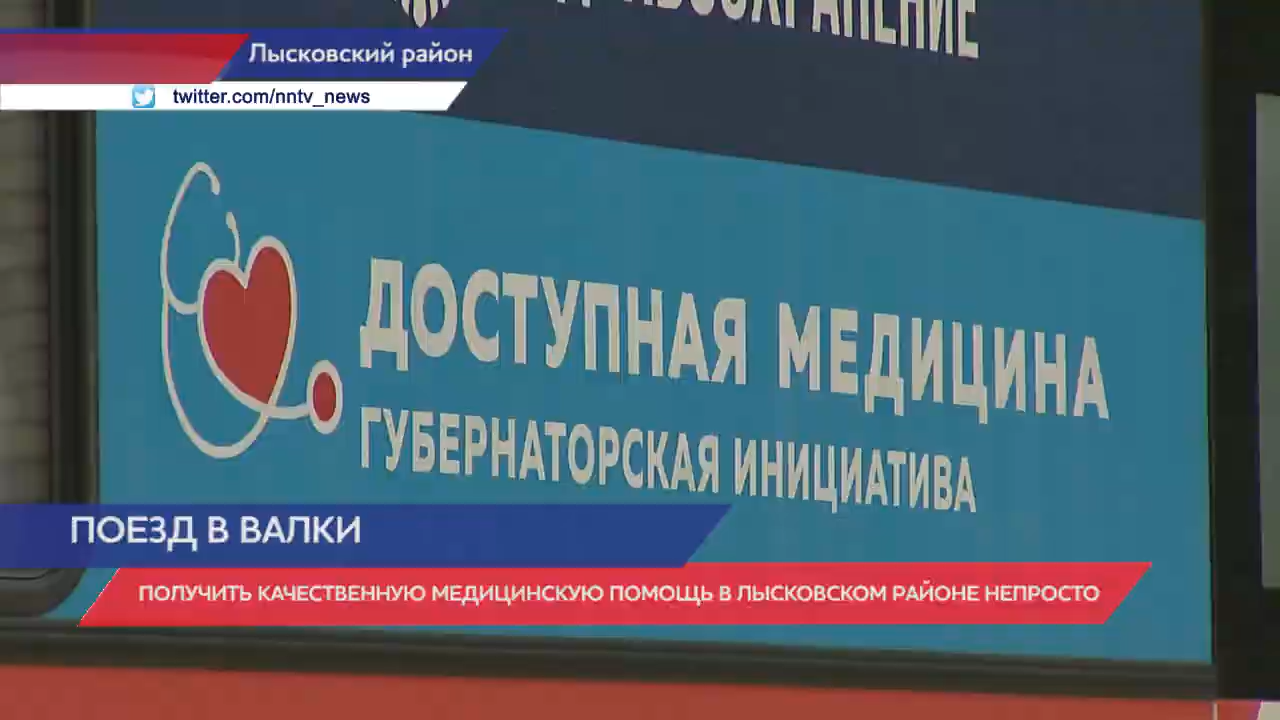 Лысковский район
twitter.com/nntv_news
ДОСТУПНАЯ МЕДИЦИНА
ГУБЕРНАТОРСКАЯ ИНИЦИАТИВА
ПОЕЗД В ВАЛКИ
ПОЛУЧИТЬ КАЧЕСТВЕННУЮ МЕДИЦИНСКУЮ ПОМОЩЬ В ЛЫСКОВСКОМ РАЙОНЕ НЕПРОСТО